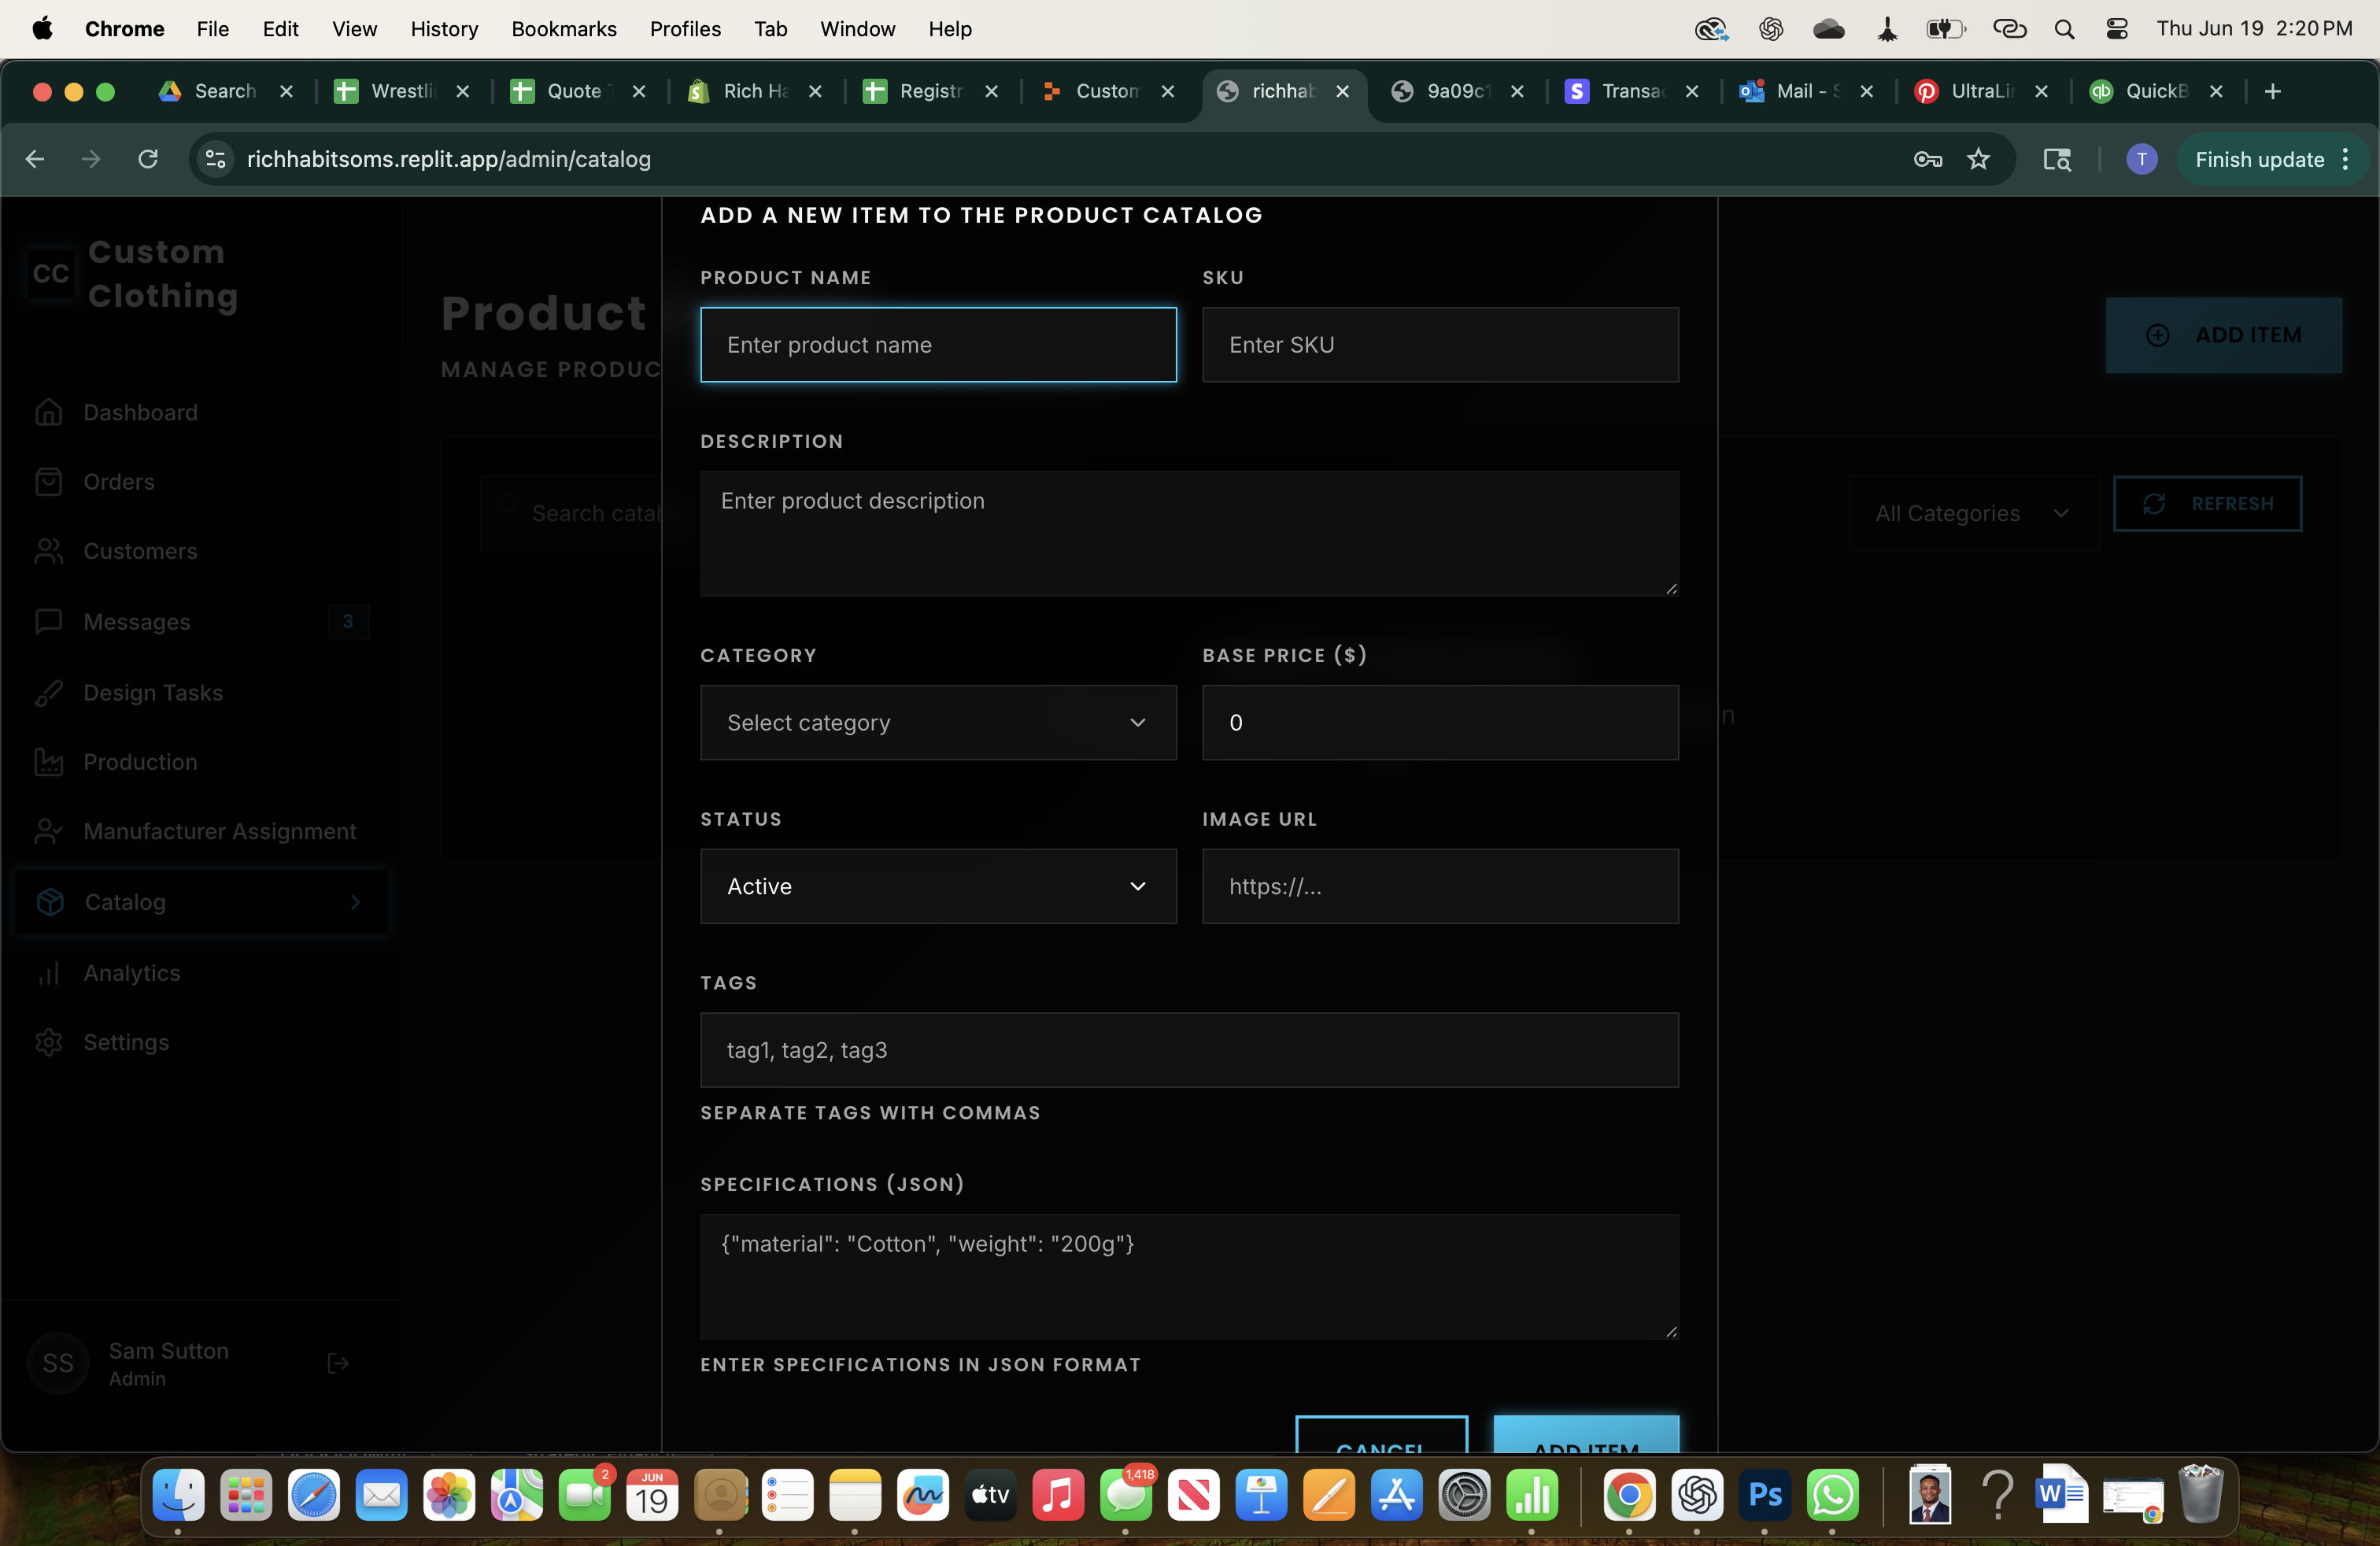 Chrome File Edit View History Bookmarks Profiles Tab Window Help Thu Jun 19 2:20 PM
Search Wrestli Quote Rich Ha Registr Custom richhab 9a09c1 Transac Mail - S UltraLin QuickB
richhabitsoms.replit.app/admin/catalog T Finish update
CC Custom
Clothing
Dashboard
Orders
Customers
Messages 3
Design Tasks
Production
Manufacturer Assignment
Catalog
Analytics
Settings
SS Sam Sutton
Admin
Product
MANAGE PRODUC
ADD ITEM
Search catal
All Categories
REFRESH
n
ADD A NEW ITEM TO THE PRODUCT CATALOG
PRODUCT NAME SKU
Enter product name Enter SKU
DESCRIPTION
Enter product description
CATEGORY BASE PRICE ($)
Select category 0
STATUS IMAGE URL
Active https://...
TAGS
tag1, tag2, tag3
SEPARATE TAGS WITH COMMAS
SPECIFICATIONS (JSON)
{"material": "Cotton", "weight": "200g"}
ENTER SPECIFICATIONS IN JSON FORMAT
CANCEL ADD ITEM
2 JUN 19 tv 1,418 Ps W